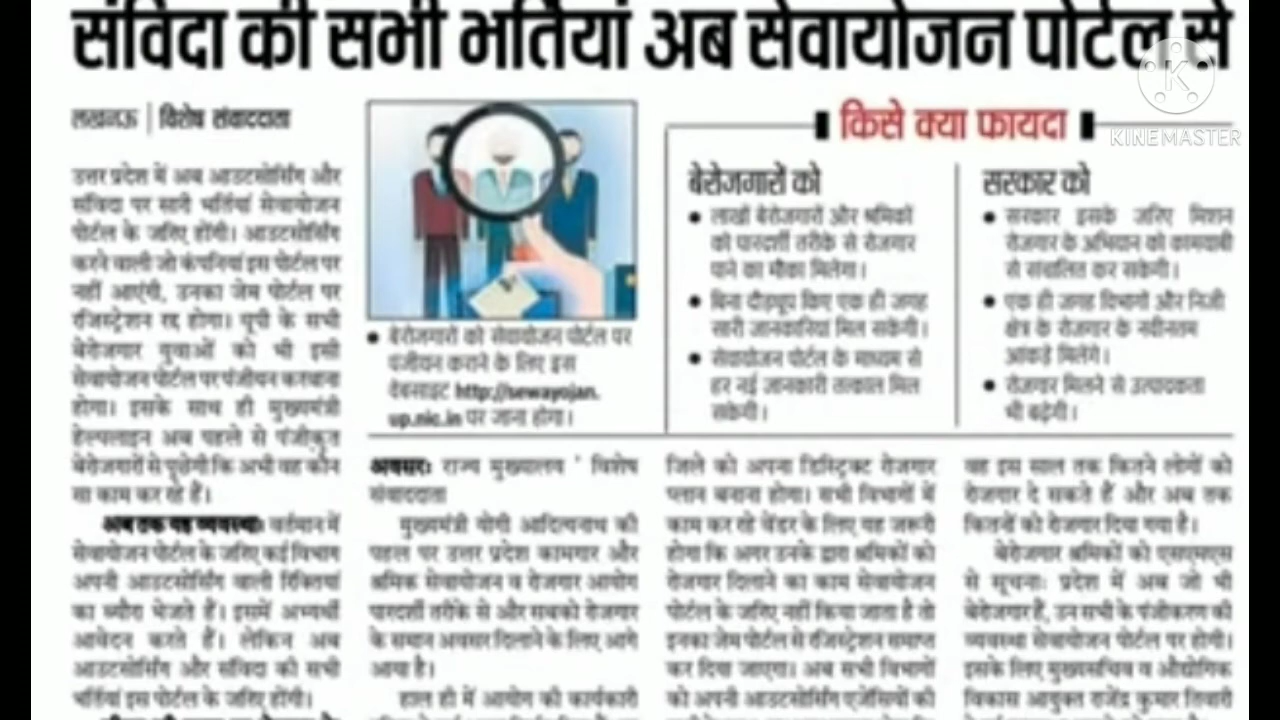 संविदा की सभी भर्तियां अब सेवायोजन पोर्टल से
KINEMASTER
लखनऊ | विशेष संवाददाता
उत्तर प्रदेश में अब आउटसोर्सिंग और
संविदा पर सारी भर्तियां सेवायोजन
पोर्टल के जरिए होंगी। आउटसोर्सिंग
करने वाली जो कंपनियां इस पोर्टल पर
नहीं आएंगी, उनका जेम पोर्टल पर
रजिस्ट्रेशन रद्द होगा। यूपी के सभी
बेरोजगार युवाओं को भी इसी
सेवायोजन पोर्टल पर पंजीयन करवाना
होगा। इसके साथ ही मुख्यमंत्री
हेल्पलाइन अब पहले से पंजीकृत
बेरोजगारों से पूछेगी कि अभी वह कौन
सा काम कर रहे हैं।
अब तक यह व्यवस्था: वर्तमान में
सेवायोजन पोर्टल के जरिए कई विभाग
अपनी आउटसोर्सिंग वाली रिक्तियां
का ब्यौरा भेजते हैं। इसमें अभ्यर्थी
आवेदन करते हैं। लेकिन अब
आउटसोर्सिंग और संविदा की सभी
भर्तियां इस पोर्टल के जरिए होंगी।
● बेरोजगारों को सेवायोजन पोर्टल पर
पंजीयन कराने के लिए इस
वेबसाइट http://sewayojan.
up.nic.in पर जाना होगा।
किसे क्या फायदा
बेरोजगारों को
● लाखों बेरोजगारों और श्रमिकों
को पारदर्शी तरीके से रोजगार
पाने का मौका मिलेगा।
● बिना दौड़धूप किए एक ही जगह
सारी जानकारियां मिल सकेंगी।
● सेवायोजन पोर्टल के माध्यम से
हर नई जानकारी तत्काल मिल
सकेगी।
सरकार को
● सरकार इसके जरिए मिशन
रोजगार के अभियान को कामयाबी
से संचालित कर सकेगी।
● एक ही जगह विभागों और निजी
क्षेत्र के रोजगार के नवीनतम
आंकड़े मिलेंगे।
● रोजगार मिलने से उत्पादकता
भी बढ़ेगी।
अवसर: राज्य मुख्यालय ' विशेष
संवाददाता
मुख्यमंत्री योगी आदित्यनाथ की
पहल पर उत्तर प्रदेश कामगार और
श्रमिक सेवायोजन व रोजगार आयोग
पारदर्शी तरीके से और सबको रोजगार
के समान अवसर दिलाने के लिए आगे
आया है।
हाल ही में आयोग की कार्यकारी
जिले को अपना डिस्ट्रिक्ट रोजगार
प्लान बनाना होगा। सभी विभागों में
काम कर रहे वेंडर के लिए यह जरूरी
होगा कि अगर उनके द्वारा श्रमिकों को
रोजगार दिलाने का काम सेवायोजन
पोर्टल के जरिए नहीं किया जाता है तो
इनका जेम पोर्टल से रजिस्ट्रेशन समाप्त
कर दिया जाएगा। अब सभी विभागों
को अपनी आउटसोर्सिंग एजेंसियों की
वह इस साल तक कितने लोगों को
रोजगार दे सकते हैं और अब तक
कितनों को रोजगार दिया गया है।
बेरोजगार श्रमिकों को एसएमएस
से सूचना: प्रदेश में अब जो भी
बेरोजगार हैं, उन सभी के पंजीकरण की
व्यवस्था सेवायोजन पोर्टल पर होगी।
इसके लिए मुख्यसचिव व औद्योगिक
विकास आयुक्त राजेंद्र कुमार तिवारी